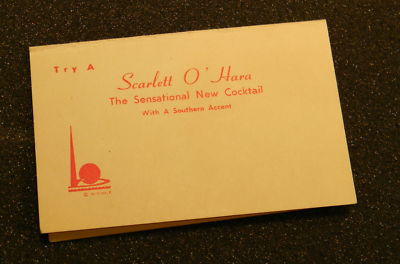 Try A
Scarlett O'Hara
The Sensational New Cocktail
With A Southern Accent